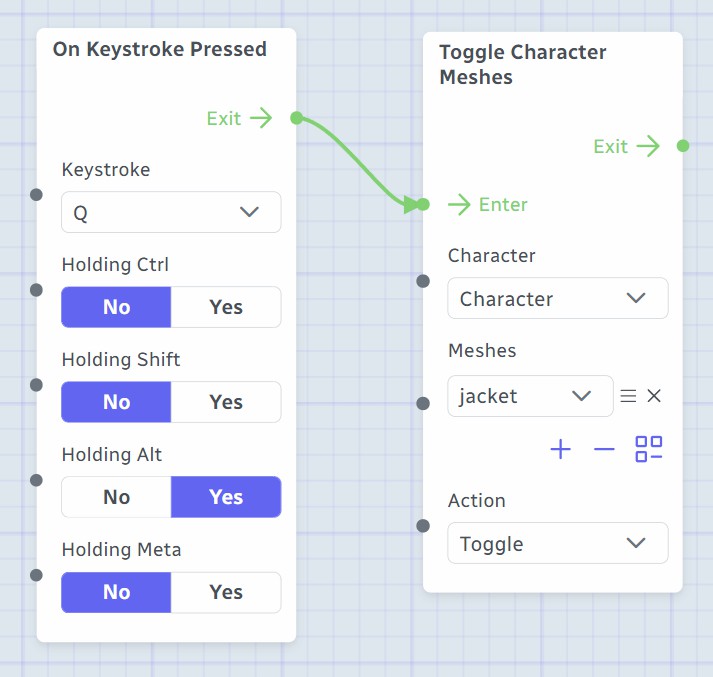 On Keystroke Pressed
Exit
Keystroke
Q
Holding Ctrl
No Yes
Holding Shift
No Yes
Holding Alt
No Yes
Holding Meta
No Yes
Toggle Character
Meshes
Exit
Enter
Character
Character
Meshes
jacket
Action
Toggle